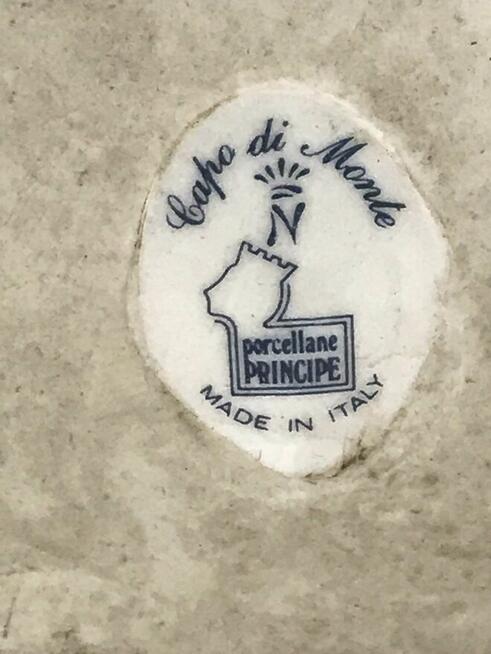 Capo di Monte
N
porcellane
PRINCIPE
MADE IN ITALY